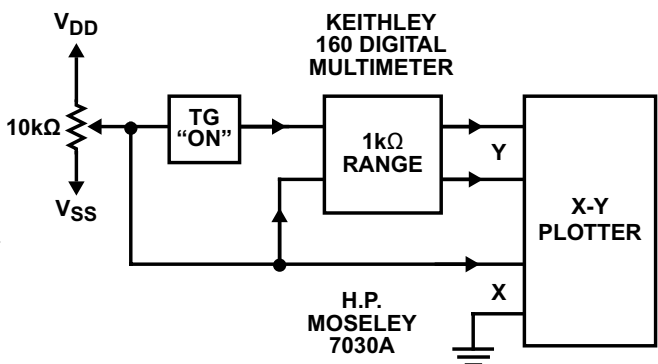 VDD
10kΩ
VSS
TG
“ON”
KEITHLEY
160 DIGITAL
MULTIMETER
1kΩ
RANGE
Y
X-Y
PLOTTER
X
H.P.
MOSELEY
7030A